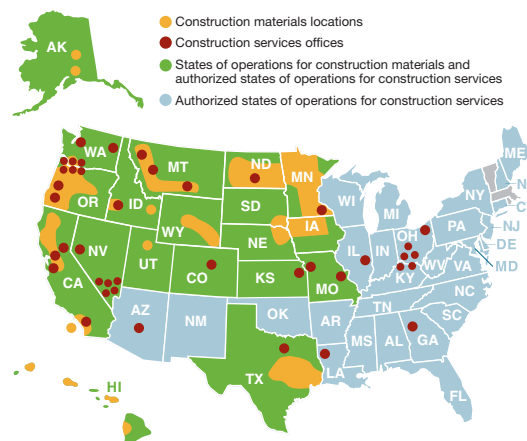 Construction materials locations
Construction services offices
States of operations for construction materials and
authorized states of operations for construction services
Authorized states of operations for construction services
AK
WA
MT
ND
MN
ME
N
OR
ID
SD
WI
NY
C
WY
MI
IA
NJ
NE
PA
DE
NV
UT
IL
IN
OH
MD
CA
CO
KS
MO
KY
WV
VA
NC
AZ
NM
OK
AR
TN
SC
MS
AL
GA
TX
LA
HI
FL